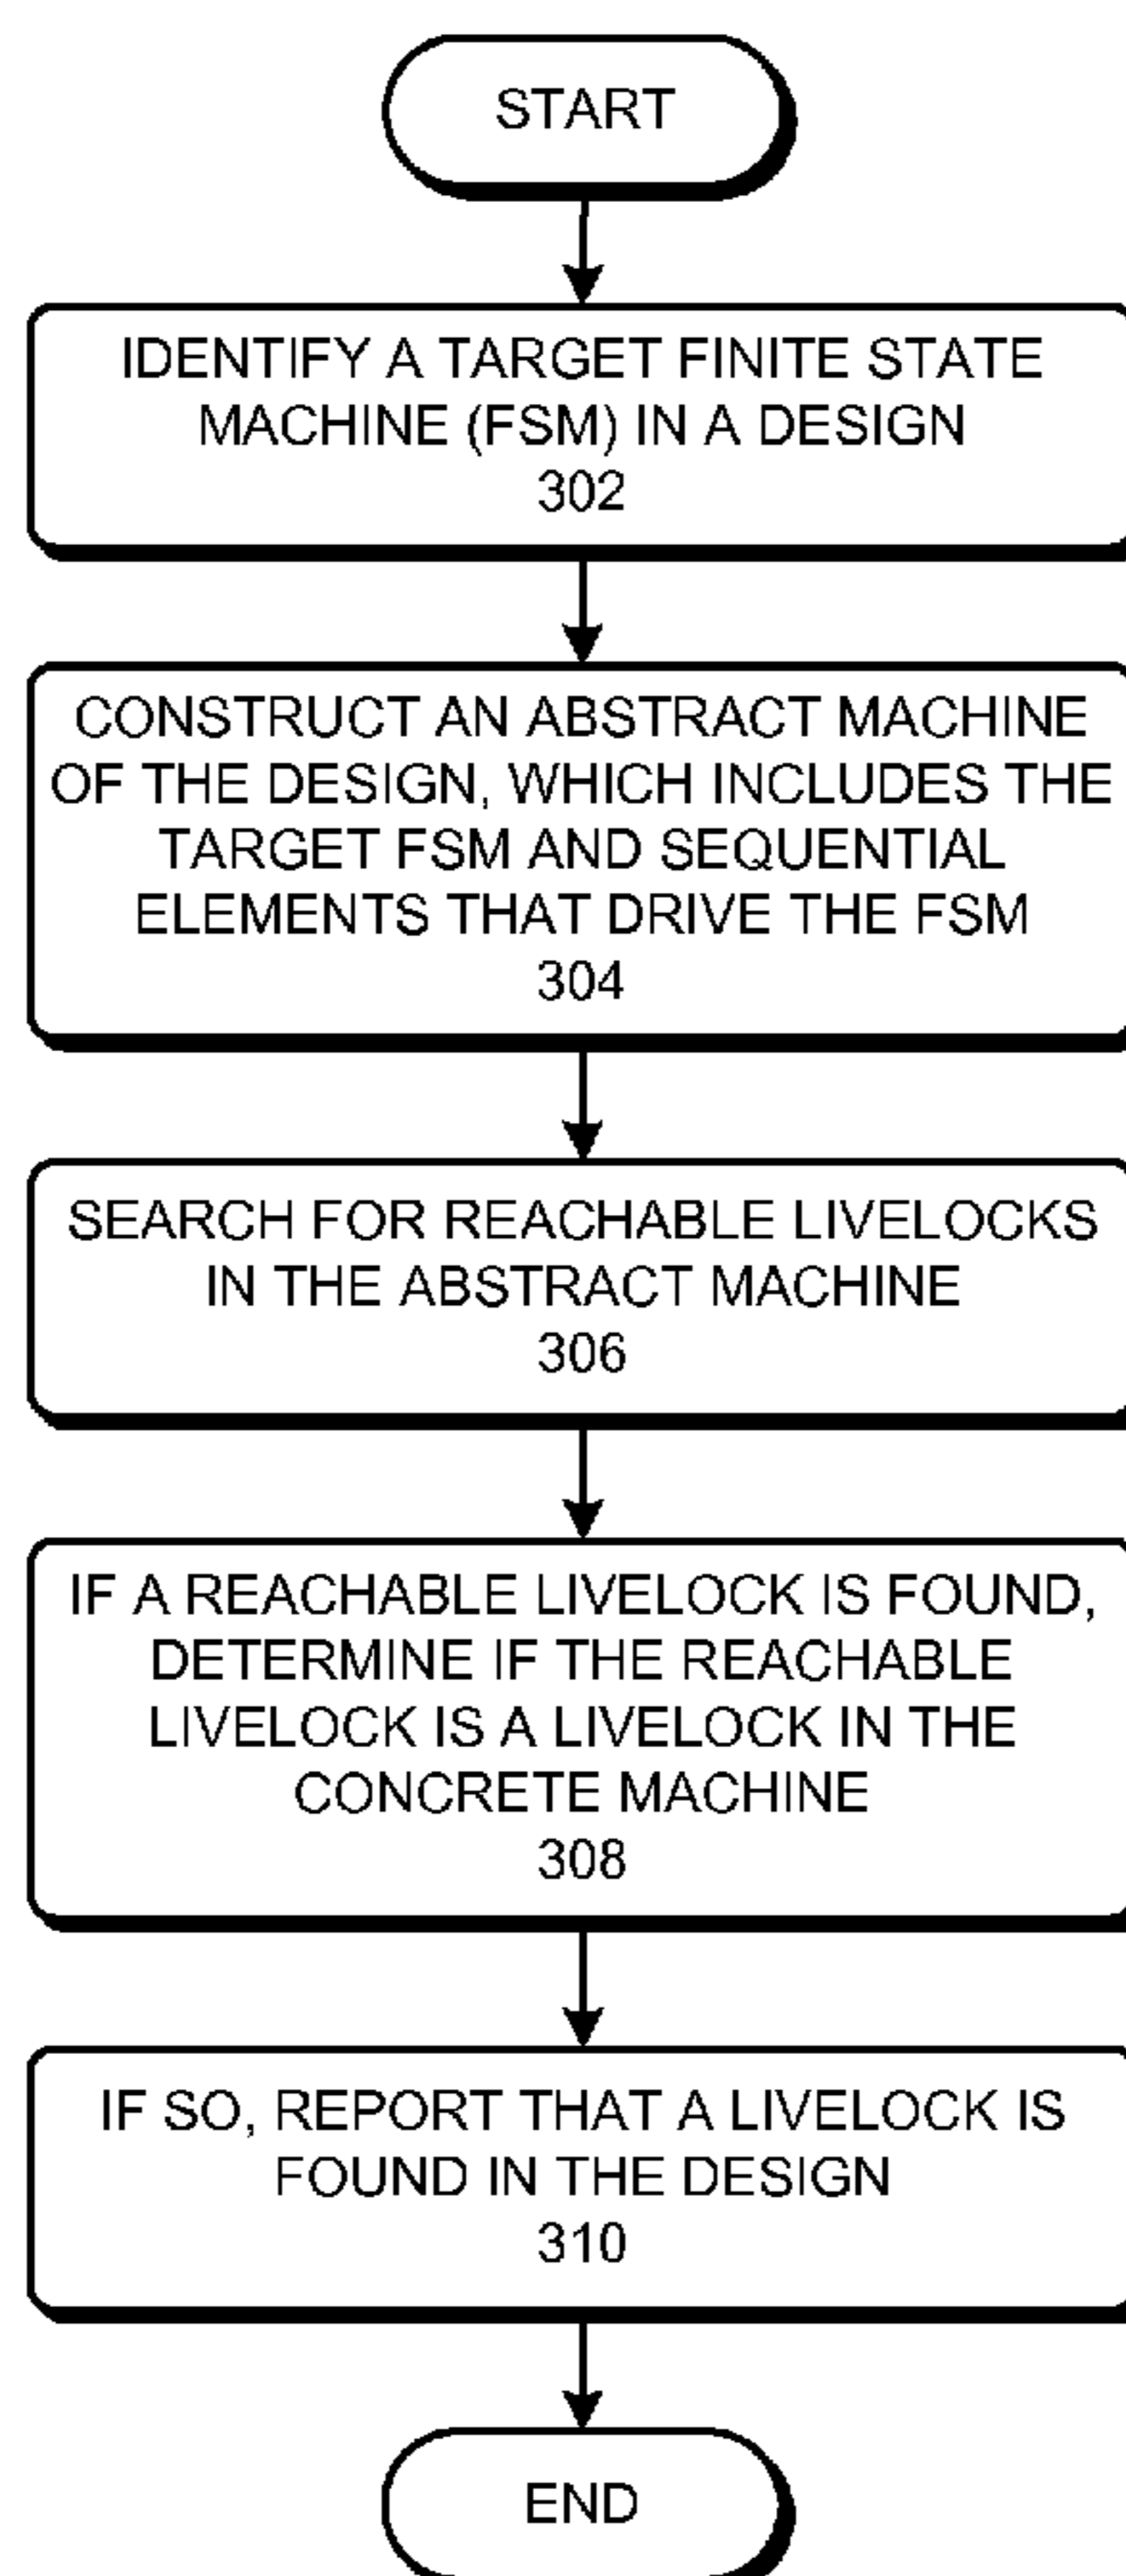 START
IDENTIFY A TARGET FINITE STATE
MACHINE (FSM) IN A DESIGN
302
CONSTRUCT AN ABSTRACT MACHINE
OF THE DESIGN, WHICH INCLUDES THE
TARGET FSM AND SEQUENTIAL
ELEMENTS THAT DRIVE THE FSM
304
SEARCH FOR REACHABLE LIVELOCKS
IN THE ABSTRACT MACHINE
306
IF A REACHABLE LIVELOCK IS FOUND,
DETERMINE IF THE REACHABLE
LIVELOCK IS A LIVELOCK IN THE
CONCRETE MACHINE
308
IF SO, REPORT THAT A LIVELOCK IS
FOUND IN THE DESIGN
310
END